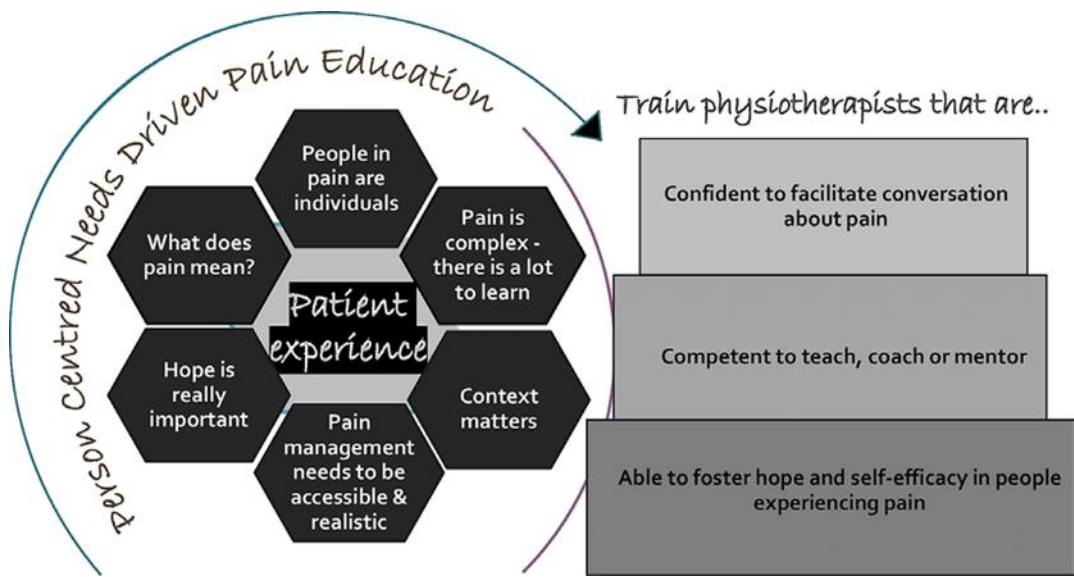 Person Centred Needs Driven Pain Education
People in
pain are
individuals
Pain is
complex -
there is a lot
to learn
Context
matters
Pain
management
needs to be
accessible &
realistic
Hope is
really
important
What does
pain mean?
Patient
experience
Train physiotherapists that are..
Confident to facilitate conversation
about pain
Competent to teach, coach or mentor
Able to foster hope and self-efficacy in people
experiencing pain